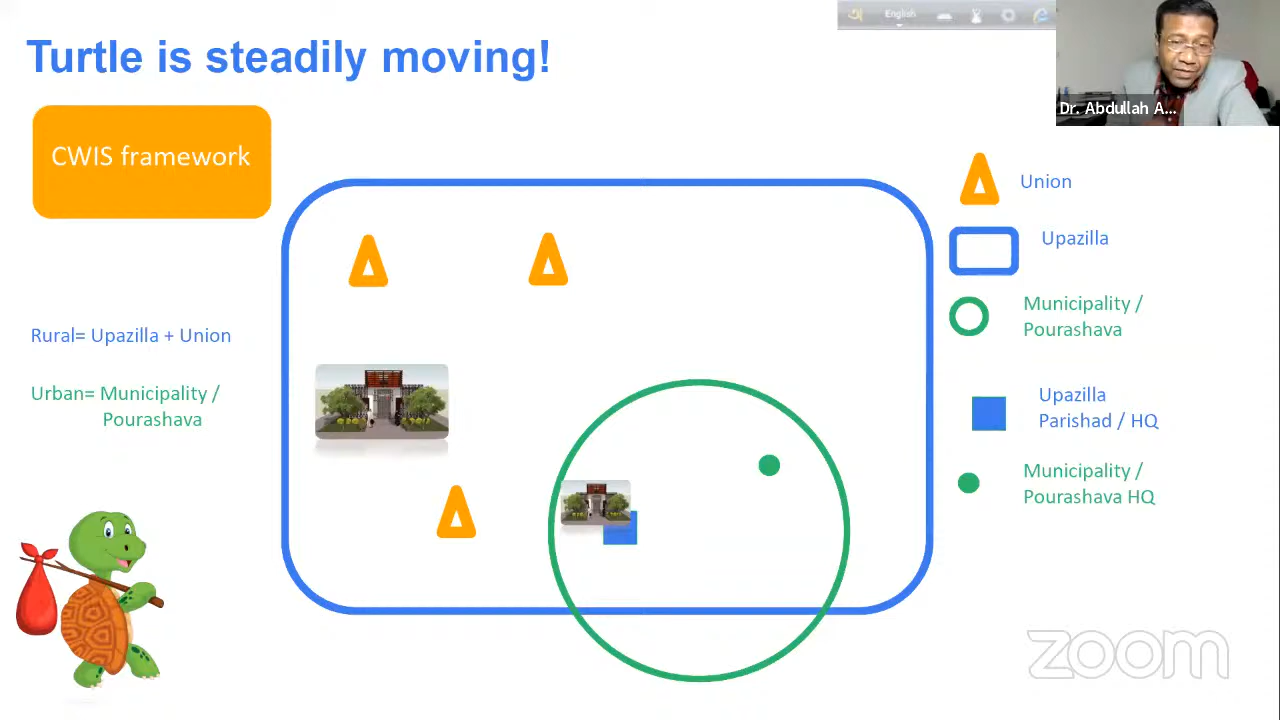 English
Turtle is steadily moving!
Dr. Abdullah A...
CWIS framework
Union
Upazilla
Municipality /
Pourashava
Rural= Upazilla + Union
Urban= Municipality /
Pourashava
Upazilla
Parishad / HQ
Municipality /
Pourashava HQ
zoom